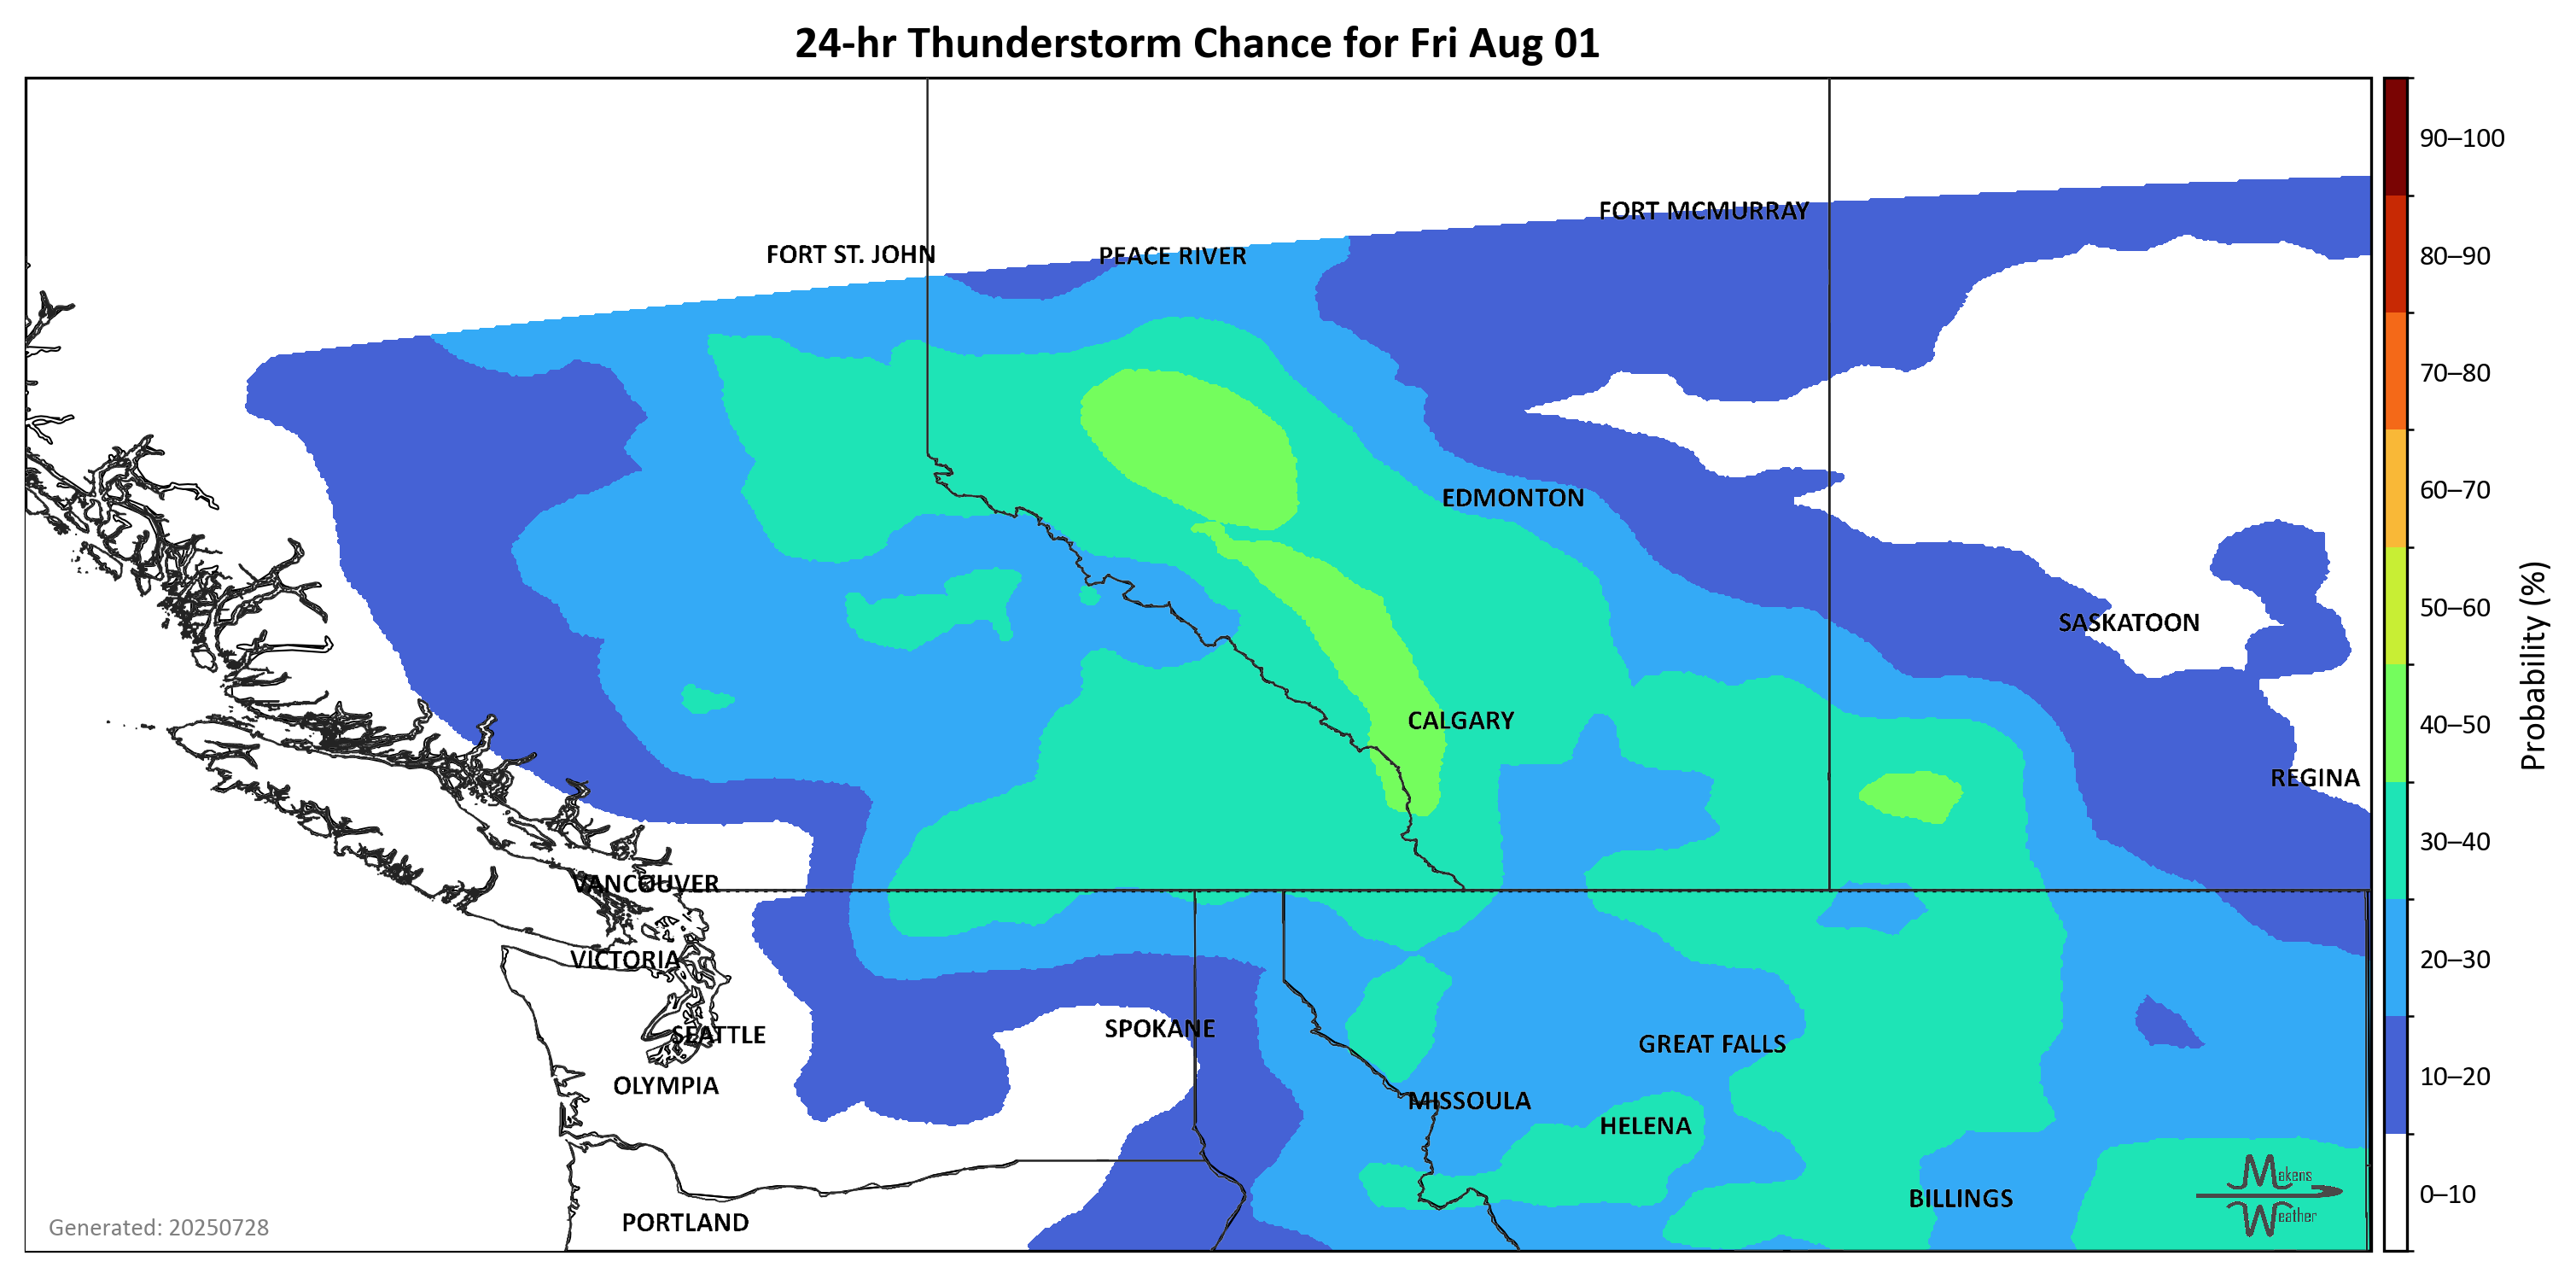 24-hr Thunderstorm Chance for Fri Aug 01
90–100
FORT MCMURRAY
FORT ST. JOHN
PEACE RIVER
80–90
70–80
60–70
EDMONTON
50–60
SASKATOON
Probability (%)
CALGARY
40–50
REGINA
30–40
VANCOUVER
VICTORIA
20–30
SPOKANE
SEATTLE
GREAT FALLS
OLYMPIA
10–20
MISSOULA
HELENA
Makens
0–10
BILLINGS
Weather
PORTLAND
Generated: 20250728